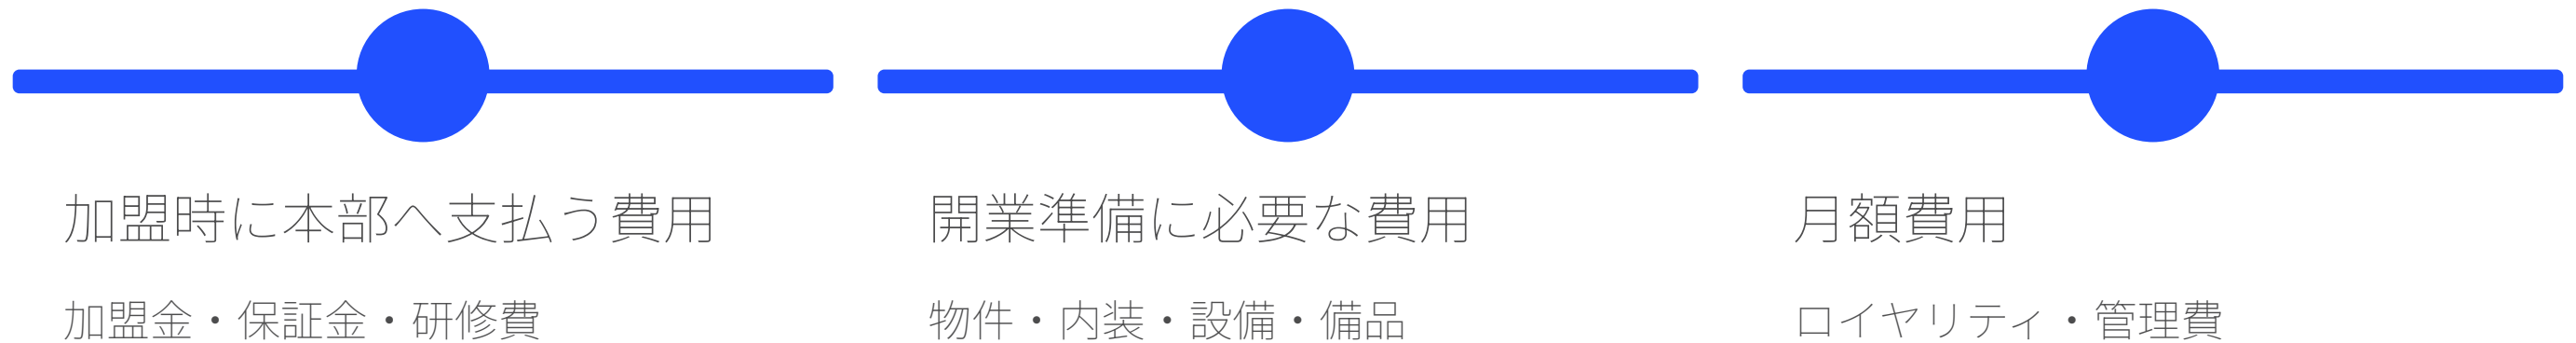 加盟時に本部へ支払う費用
加盟金・保証金・研修費
開業準備に必要な費用
物件・内装・設備・備品
月額費用
ロイヤリティ・管理費